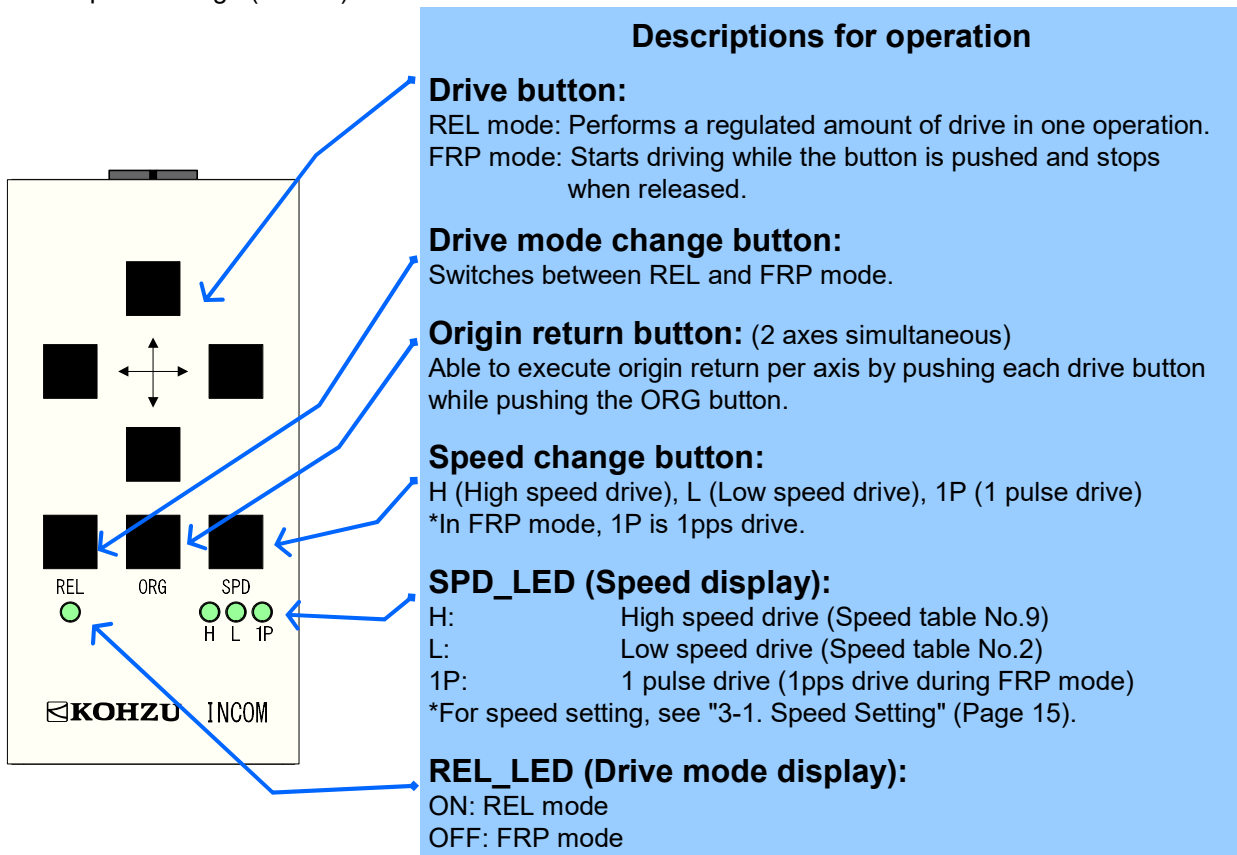 Descriptions for operation
Drive button:
REL mode: Performs a regulated amount of drive in one operation.
FRP mode: Starts driving while the button is pushed and stops
when released.
Drive mode change button:
Switches between REL and FRP mode.
Origin return button: (2 axes simultaneous)
Able to execute origin return per axis by pushing each drive button
while pushing the ORG button.
Speed change button:
H (High speed drive), L (Low speed drive), 1P (1 pulse drive)
*In FRP mode, 1P is 1pps drive.
SPD_LED (Speed display):
H: High speed drive (Speed table No.9)
L: Low speed drive (Speed table No.2)
1P: 1 pulse drive (1pps drive during FRP mode)
*For speed setting, see "3-1. Speed Setting" (Page 15).
REL_LED (Drive mode display):
ON: REL mode
OFF: FRP mode
REL ORG SPD
H L 1P
KOHZU INCOM